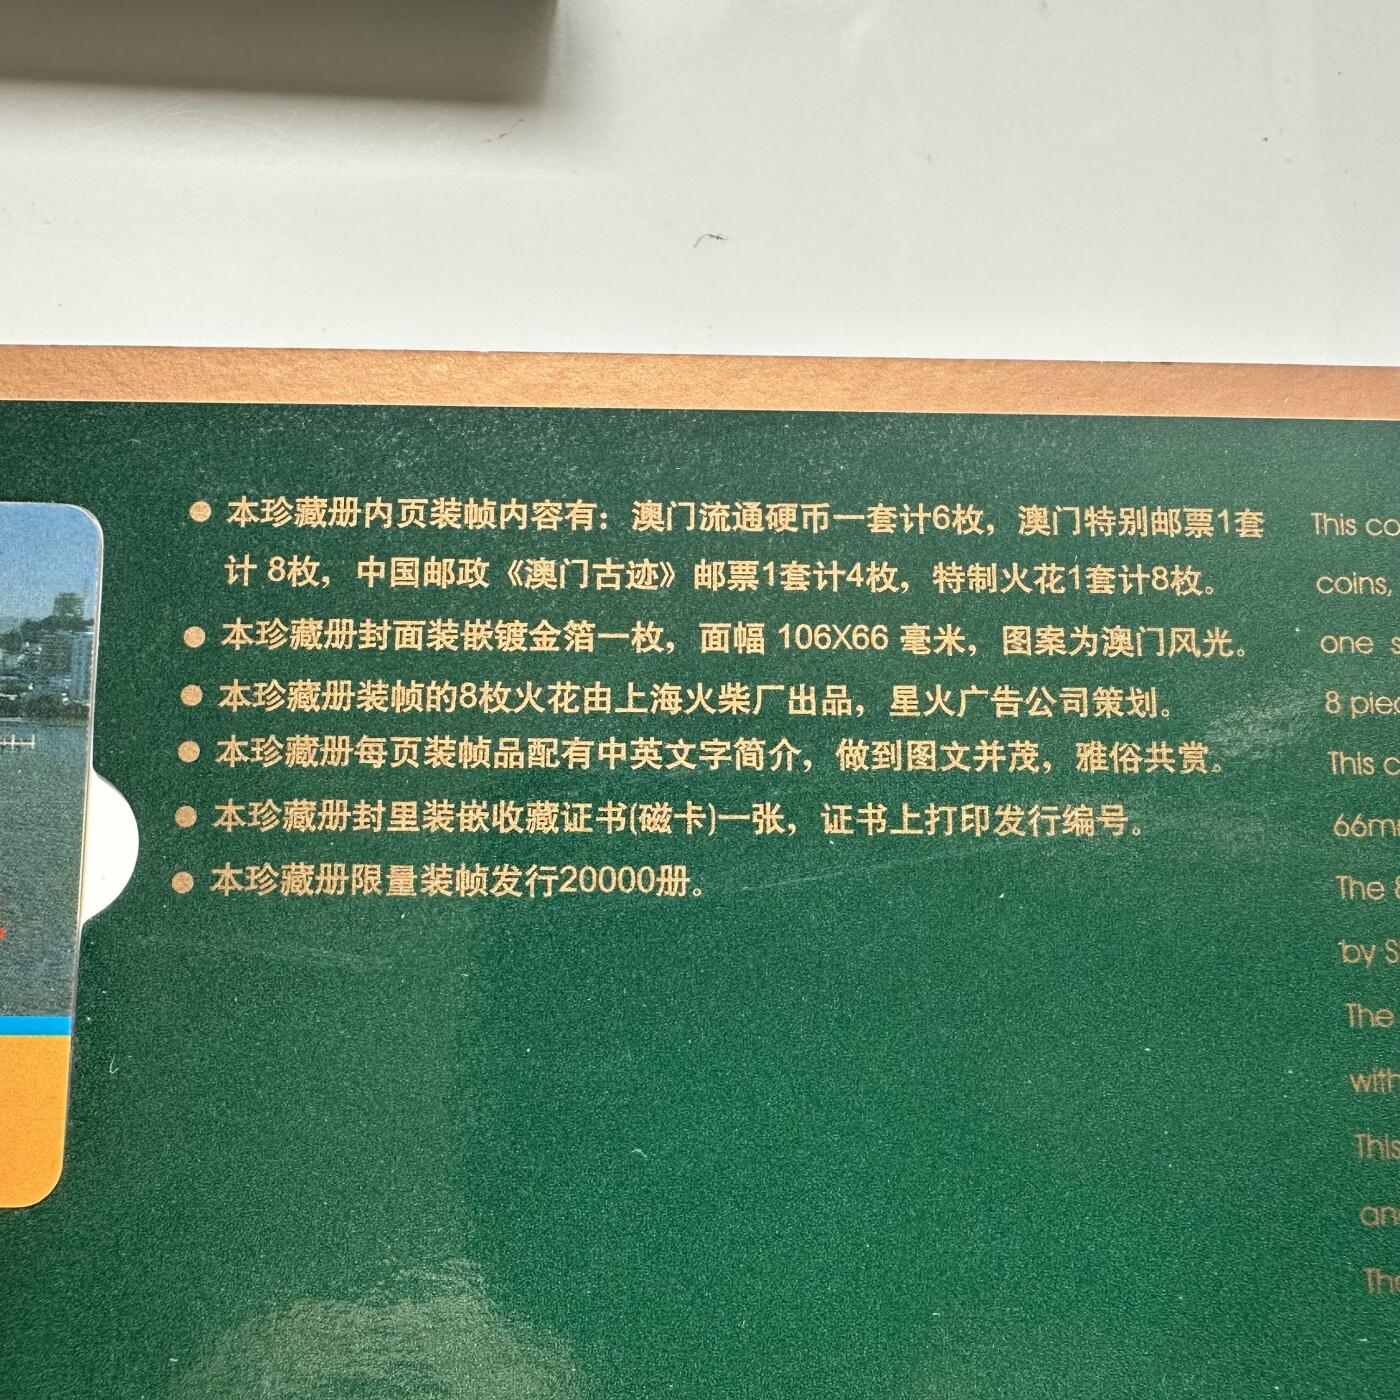 ● 本珍藏册内页装帧内容有：澳门流通硬币一套计6枚，澳门特别邮票1套
计 8枚，中国邮政《澳门古迹》邮票1套计4枚，特制火花1套计8枚。
● 本珍藏册封面装嵌镀金箔一枚，面幅 106X66 毫米，图案为澳门风光。
● 本珍藏册装帧的8枚火花由上海火柴厂出品，星火广告公司策划。
● 本珍藏册每页装帧品配有中英文字简介，做到图文并茂，雅俗共赏。
● 本珍藏册封里装嵌收藏证书(磁卡)一张，证书上打印发行编号。
● 本珍藏册限量装帧发行20000册。
This
coins,
one
8
This
The
by
The
This